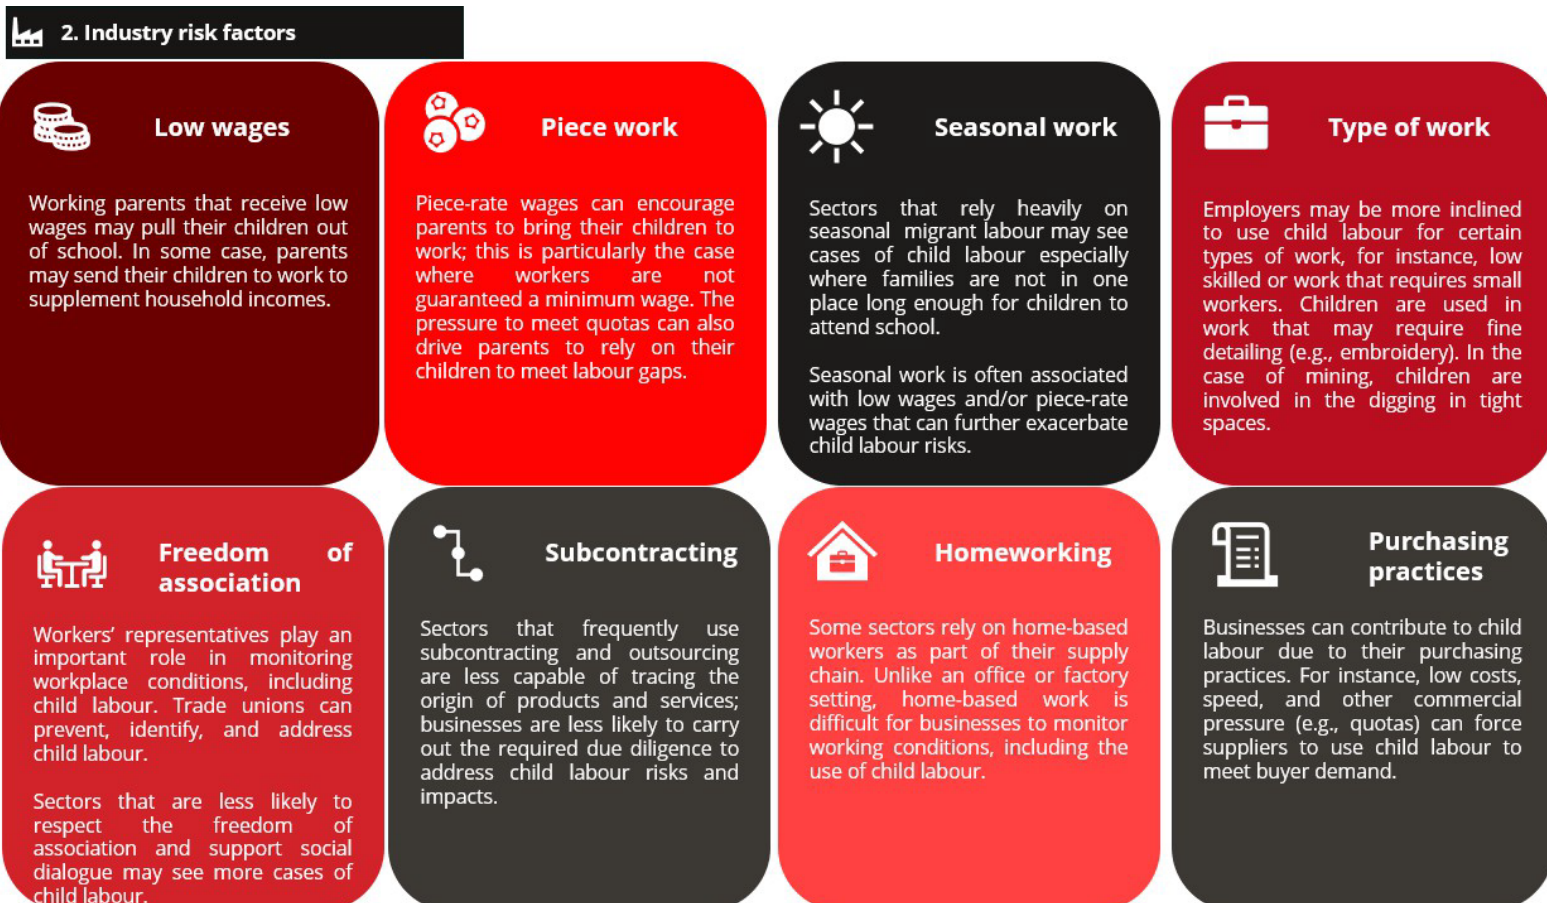 2. Industry risk factors
Low wages
Working parents that receive low
wages may pull their children out
of school. In some case, parents
may send their children to work to
supplement household incomes.
Piece work
Piece-rate wages can encourage
parents to bring their children to
work; this is particularly the case
where workers are not
guaranteed a minimum wage. The
pressure to meet quotas can also
drive parents to rely on their
children to meet labour gaps.
Seasonal work
Sectors that rely heavily on
seasonal migrant labour may see
cases of child labour especially
where families are not in one
place long enough for children to
attend school.
Seasonal work is often associated
with low wages and/or piece-rate
wages that can further exacerbate
child labour risks.
Type of work
Employers may be more inclined
to use child labour for certain
types of work, for instance, low
skilled or work that requires small
workers. Children are used in
work that may require fine
detailing (e.g., embroidery). In the
case of mining, children are
involved in the digging in tight
spaces.
Freedom of
association
Workers’ representatives play an
important role in monitoring
workplace conditions, including
child labour. Trade unions can
prevent, identify, and address
child labour.
Sectors that are less likely to
respect the freedom of
association and support social
dialogue may see more cases of
child labour.
Subcontracting
Sectors that frequently use
subcontracting and outsourcing
are less capable of tracing the
origin of products and services;
businesses are less likely to carry
out the required due diligence to
address child labour risks and
impacts.
Homeworking
Some sectors rely on home-based
workers as part of their supply
chain. Unlike an office or factory
setting, home-based work is
difficult for businesses to monitor
working conditions, including the
use of child labour.
Purchasing
practices
Businesses can contribute to child
labour due to their purchasing
practices. For instance, low costs,
speed, and other commercial
pressure (e.g., quotas) can force
suppliers to use child labour to
meet buyer demand.